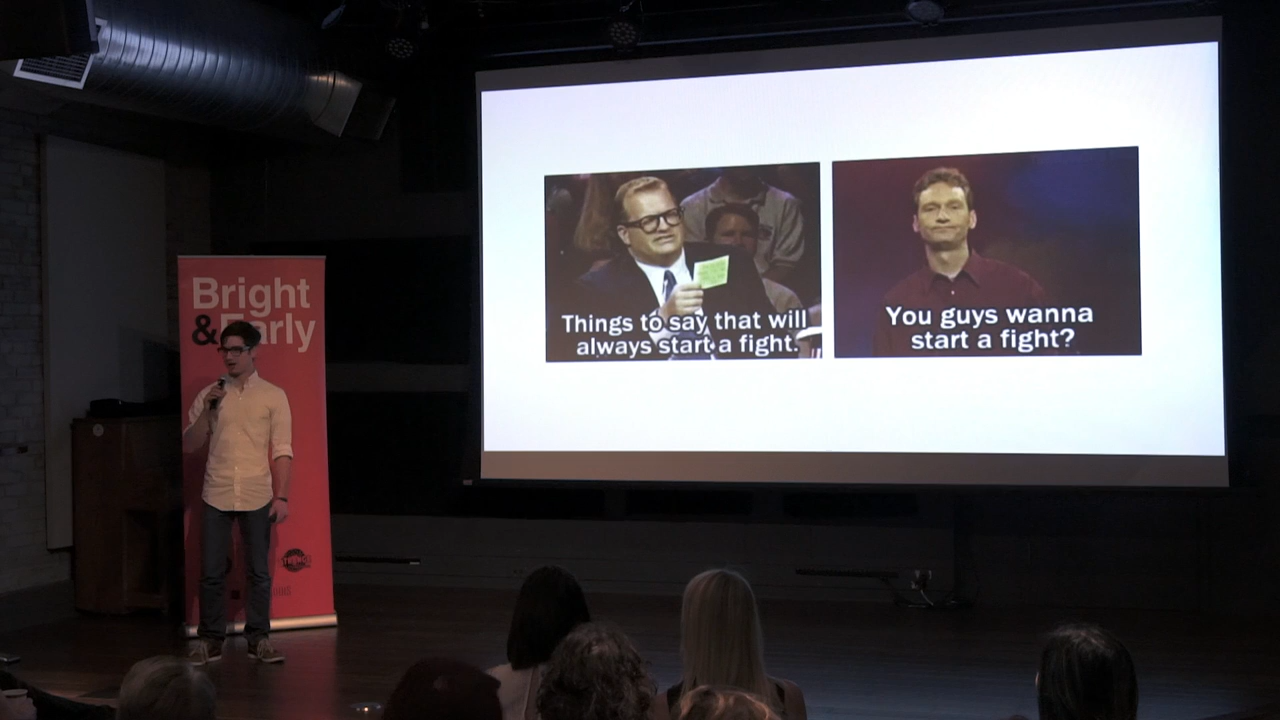 Bright
& Early
Things to say that will
always start a fight.
You guys wanna
start a fight?